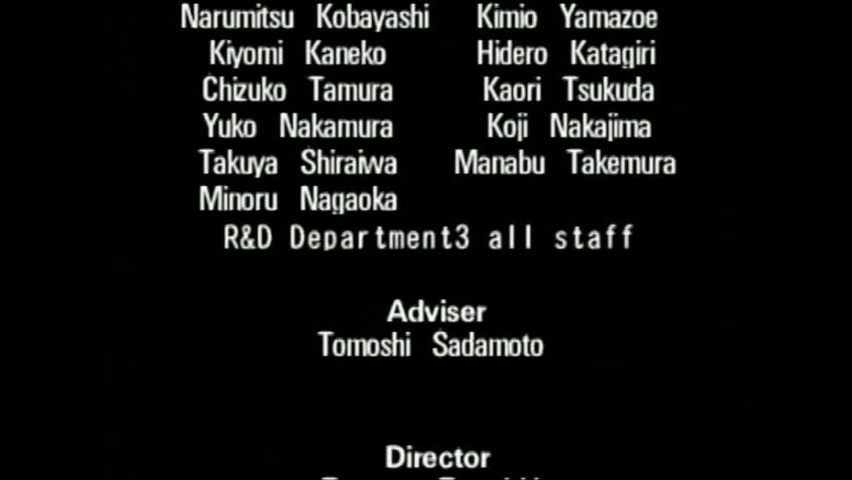 Narumitsu Kobayashi Kimio Yamazoe
Kiyomi Kaneko Hidero Katagiri
Chizuko Tamura Kaori Tsukuda
Yuko Nakamura Koji Nakajima
Takuya Shiraiwa Manabu Takemura
Minoru Nagaoka
R&D Department3 all staff
Adviser
Tomoshi Sadamoto
Director